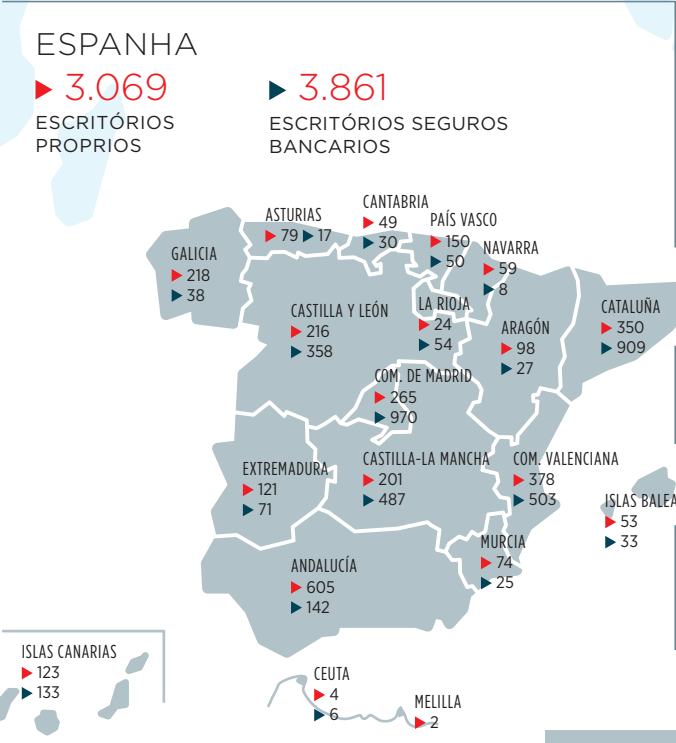 ESPANHA
3.069
ESCRITÓRIOS
PROPRIOS
3.861
ESCRITÓRIOS SEGUROS
BANCARIOS
CANTABRIA
49
30
ASTURIAS
79 17
PAÍS VASCO
150
50
NAVARRA
59
8
GALICIA
218
38
CASTILLA Y LEÓN
216
358
LA RIOJA
24
54
ARAGÓN
98
27
CATALUÑA
350
909
COM. DE MADRID
265
970
EXTREMADURA
121
71
CASTILLA-LA MANCHA
201
487
COM. VALENCIANA
378
503
ISLAS BALEA
53
33
MURCIA
74
25
ANDALUCÍA
605
142
ISLAS CANARIAS
123
133
CEUTA
4
6
MELILLA
2